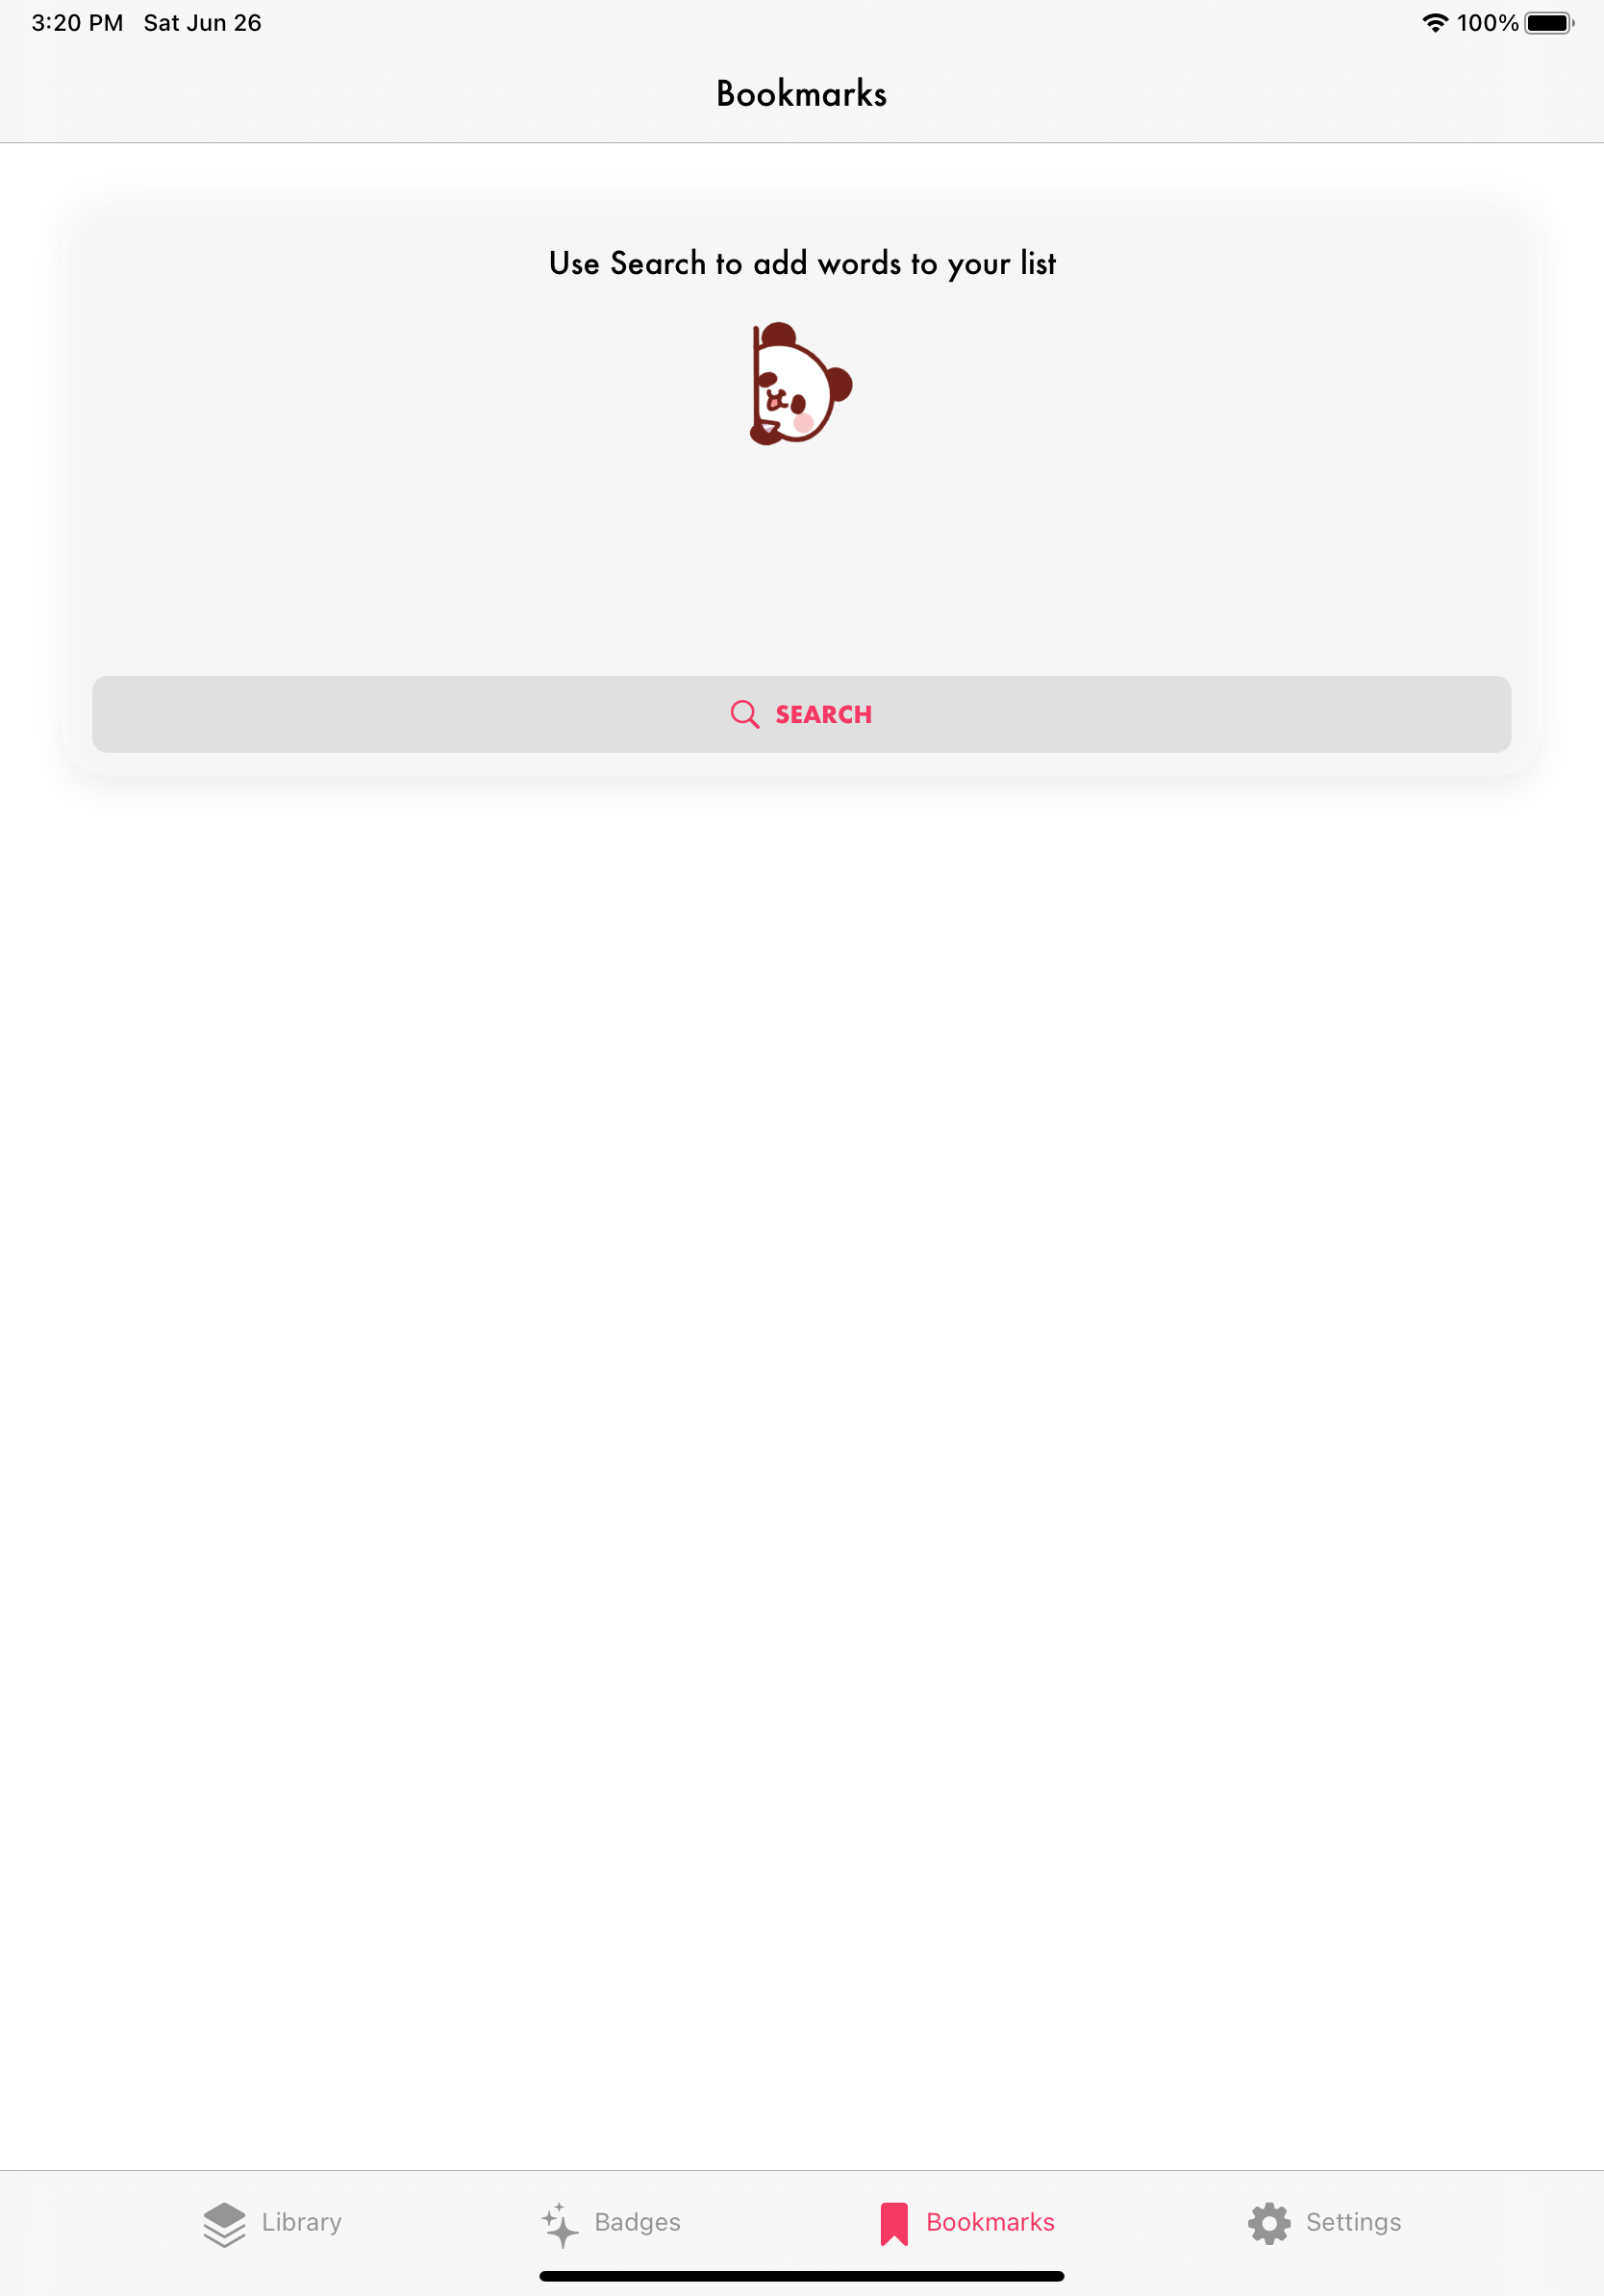 3:20 PM Sat Jun 26 100%
Bookmarks
Use Search to add words to your list
SEARCH
Library Badges Bookmarks Settings